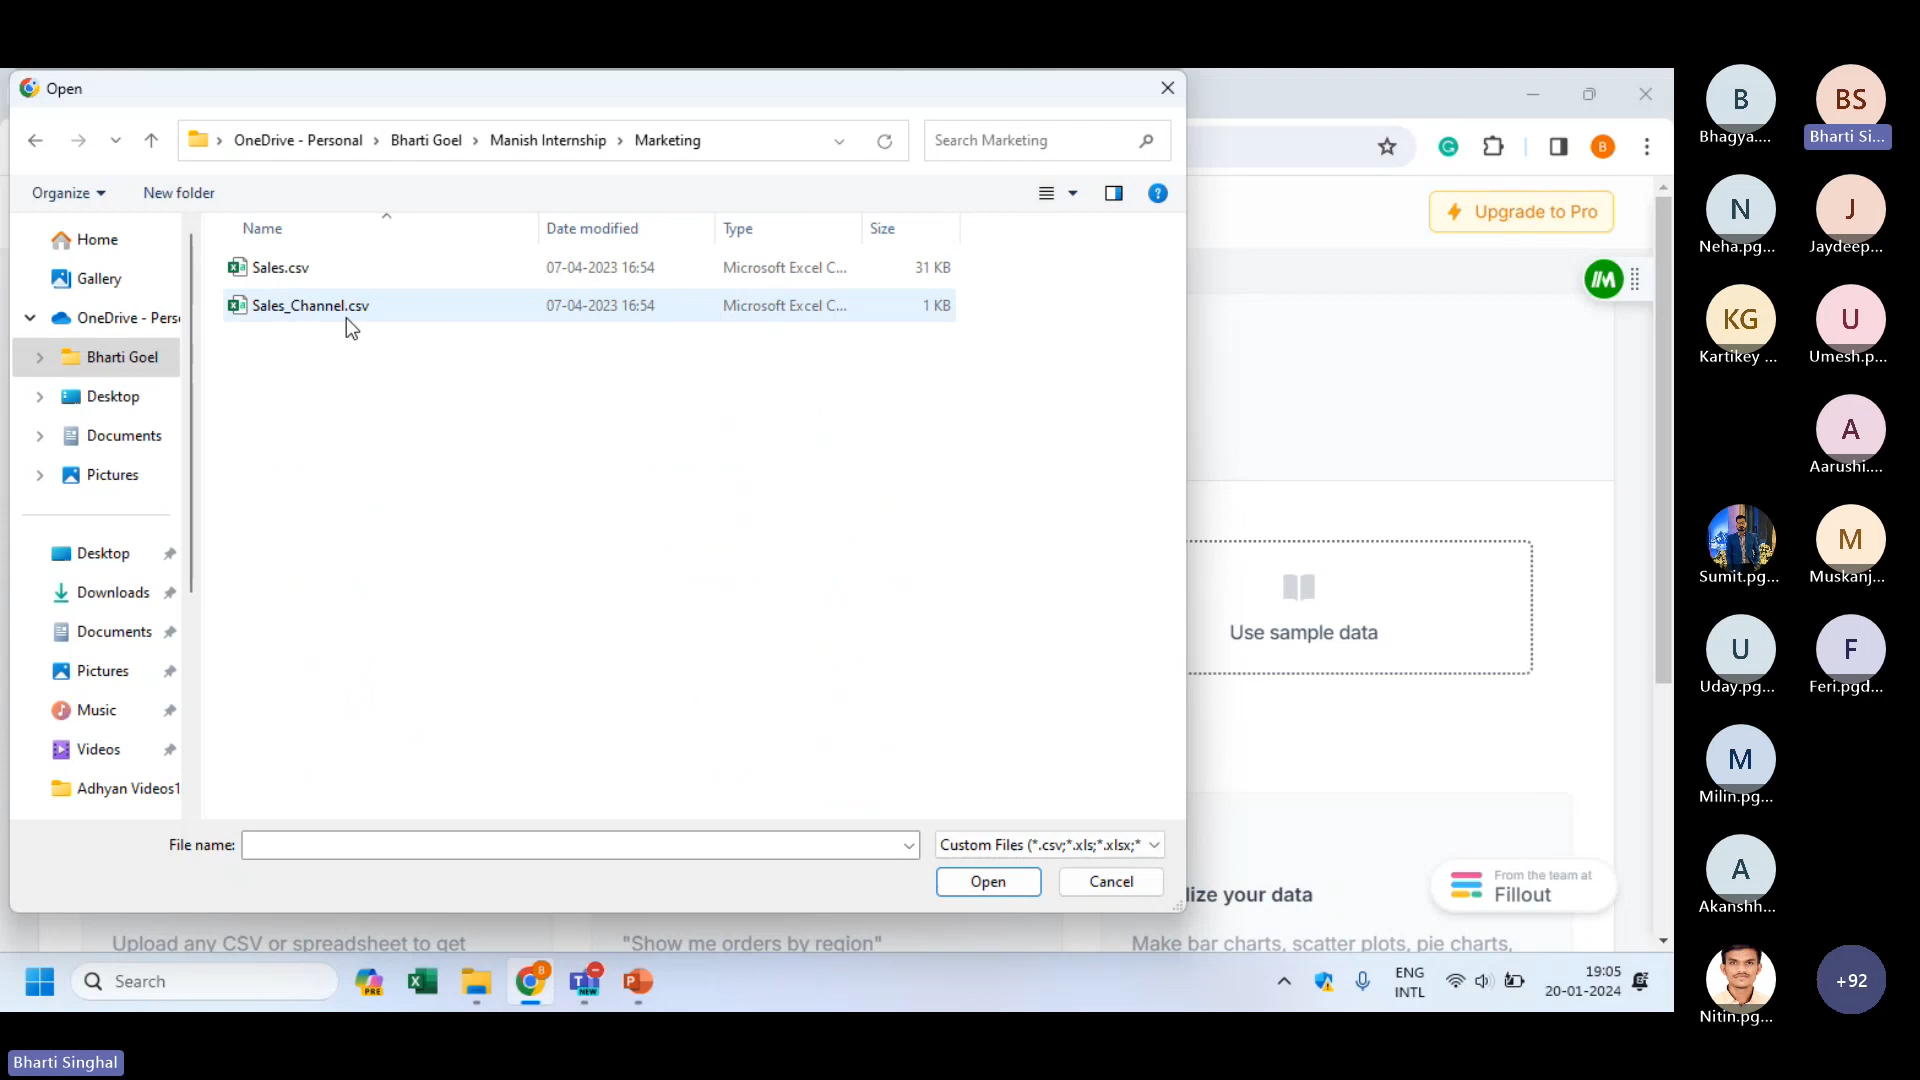 Open
OneDrive - Personal > Bharti Goel > Manish Internship > Marketing
Search Marketing
Organize
New folder
Name
Date modified
Type
Size
Sales.csv
07-04-2023 16:54
Microsoft Excel C...
31 KB
Sales_Channel.csv
07-04-2023 16:54
Microsoft Excel C...
1 KB
Home
Gallery
OneDrive - Pers
Bharti Goel
Desktop
Documents
Pictures
Desktop
Downloads
Documents
Pictures
Music
Videos
Adhyan Videos1
File name:
Custom Files (*.csv;*.xls;*.xlsx;*
Open
Cancel
B
Upgrade to Pro
Use sample data
lize your data
From the team at
Fillout
Upload any CSV or spreadsheet to get
"Show me orders by region"
Make bar charts, scatter plots, pie charts,
Search
PRE
B
NEW
ENG
INTL
19:05
20-01-2024
Bharti Singhal
B
Bhagya....
BS
Bharti Si...
N
Neha.pg...
J
Jaydeep...
KG
Kartikey ...
U
Umesh.p...
A
Aarushi....
Sumit.pg...
M
Muskanj...
U
Uday.pg...
F
Feri.pgd...
M
Milin.pg...
A
Akanshh...
Nitin.pg...
+92